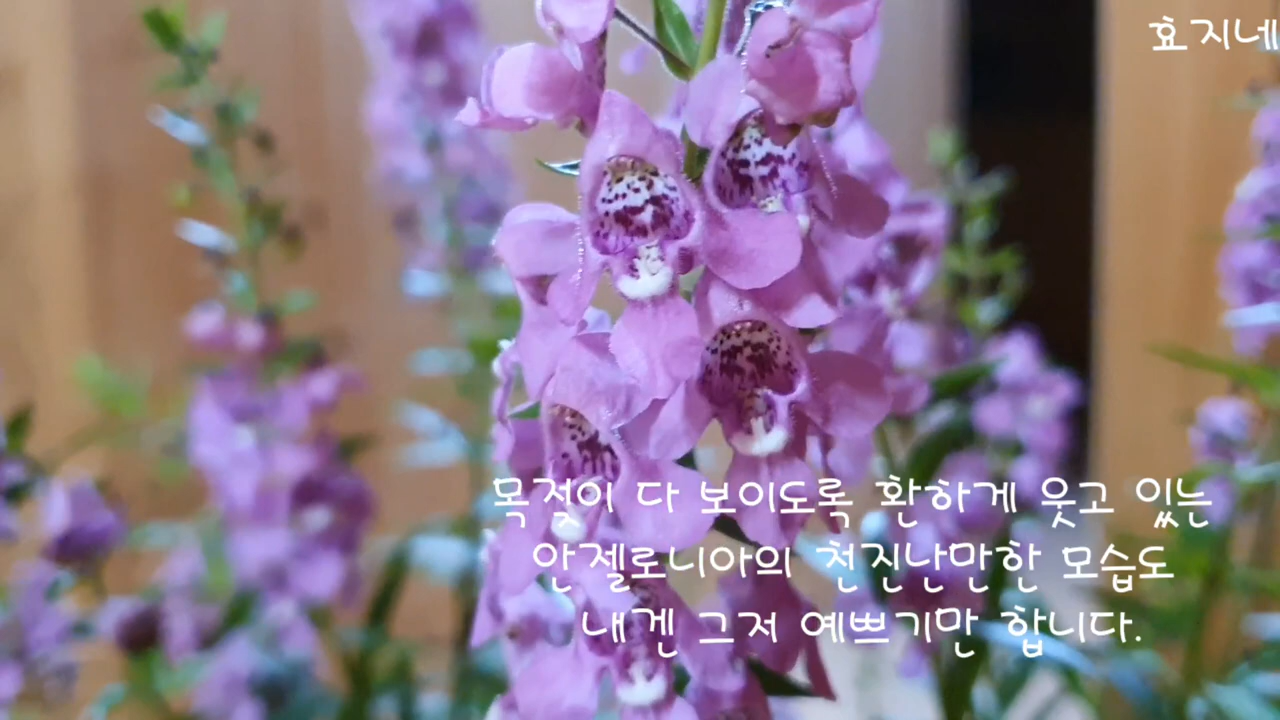 효지네
목젖이 다 보이도록 환하게 웃고 있는
안젤로니아의 천진난만한 모습도
내겐 그저 예쁘기만 합니다.